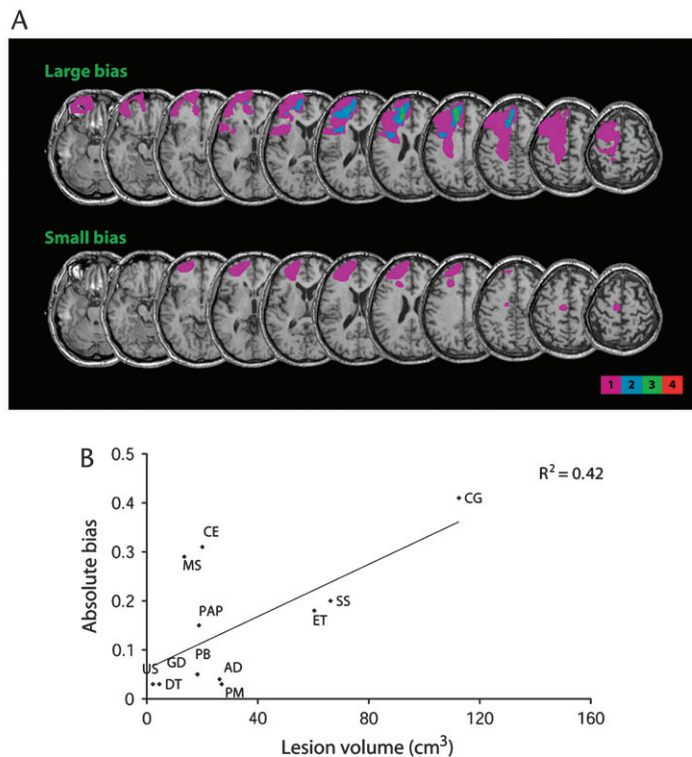 A
Large bias
Small bias
1 2 3 4
B
R² = 0.42
Absolute bias
0.5
0.4
0.3
0.2
0.1
0
CG
CE
MS
PAP
SS
ET
US
GD
PB
AD
DT
PM
0 40 80 120 160
Lesion volume (cm³)